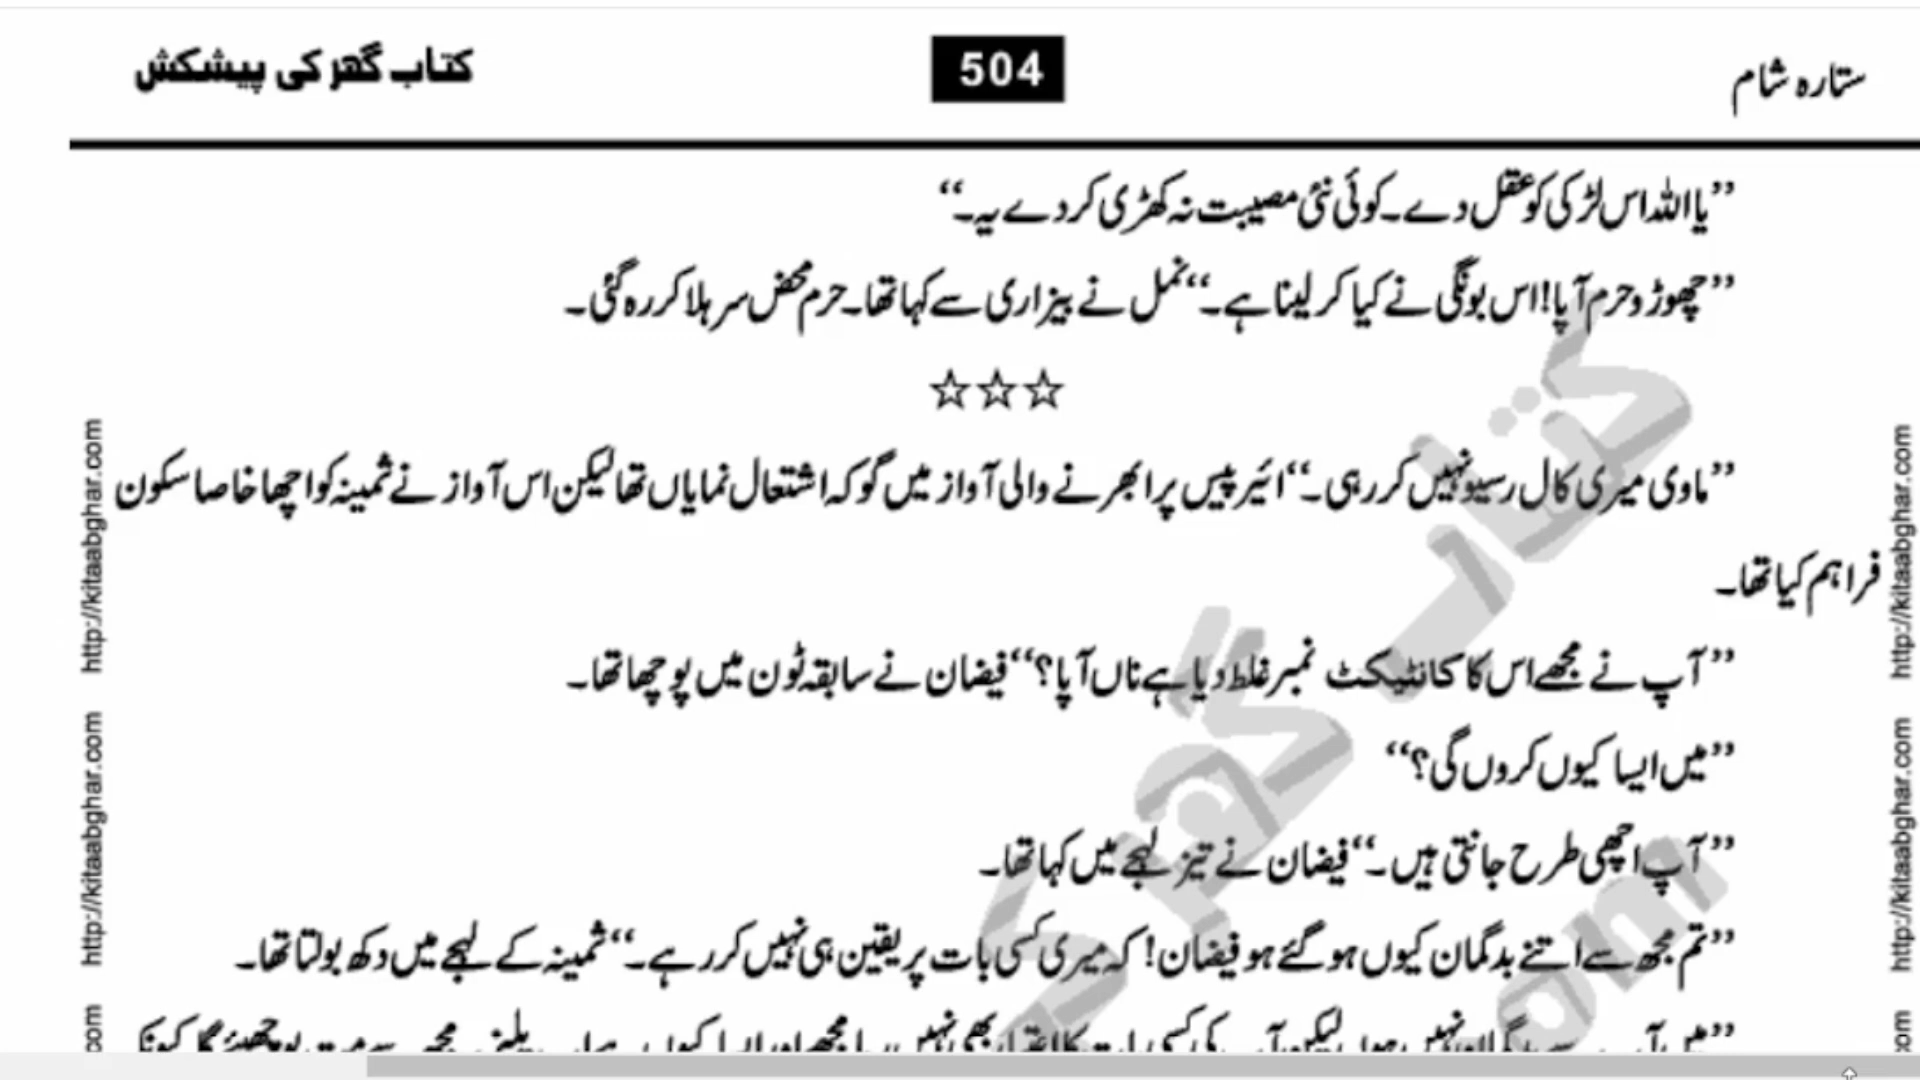 ستارہ شام
504
کتاب گھر کی پیشکش
’’یا اللہ اس لڑکی کو عقل دے۔ کوئی نئی مصیبت نہ کھڑی کر دے یہ۔‘‘
’’چھوڑو حرم آپا! اس بونگی نے کیا کر لینا ہے۔‘‘ نمل نے بیزاری سے کہا تھا۔ حرم محض سر ہلا کر رہ گئی۔
☆☆☆
’’ماوی میری کال رسیو نہیں کر رہی۔‘‘ ائیر پیس پر ابھرنے والی آواز میں گو کہ اشتعال نمایاں تھا لیکن اس آواز نے ثمینہ کو اچھا خاصا سکون
فراہم کیا تھا۔
’’آپ نے مجھے اس کا کانٹیکٹ نمبر غلط دیا ہے ناں آپا؟‘‘ فیضان نے سابقہ ٹون میں پوچھا تھا۔
’’میں ایسا کیوں کروں گی؟‘‘
’’آپ اچھی طرح جانتی ہیں۔‘‘ فیضان نے تیز لہجے میں کہا تھا۔
’’تم مجھ سے اتنے بدگمان کیوں ہو گئے ہو فیضان! کہ میری کسی بات پر یقین ہی نہیں کر رہے۔‘‘ ثمینہ کے لہجے میں دکھ بولتا تھا۔
http://kitaabghar.com
http://kitaabghar.com
http://kitaabghar.com
http://kitaabghar.com